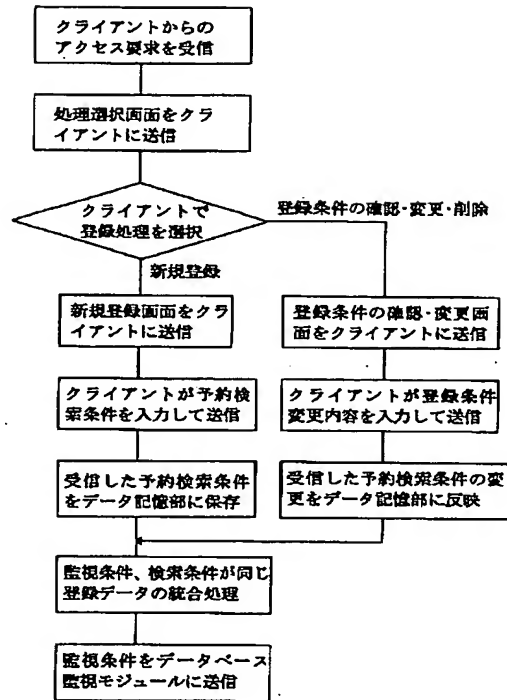 クライアントからの
アクセス要求を受信
処理選択画面をクラ
イアントに送信
クライアントで
登録処理を選択
登録条件の確認・変更・削除
新規登録
新規登録画面をクラ
イアントに送信
登録条件の確認・変更画
面をクライアントに送信
クライアントが予約検
索条件を入力して送信
クライアントが登録条件
変更内容を入力して送信
受信した予約検索条件
をデータ記憶部に保存
受信した予約検索条件の変
更をデータ記憶部に反映
監視条件、検索条件が同じ
登録データの統合処理
監視条件をデータベース
監視モジュールに送信